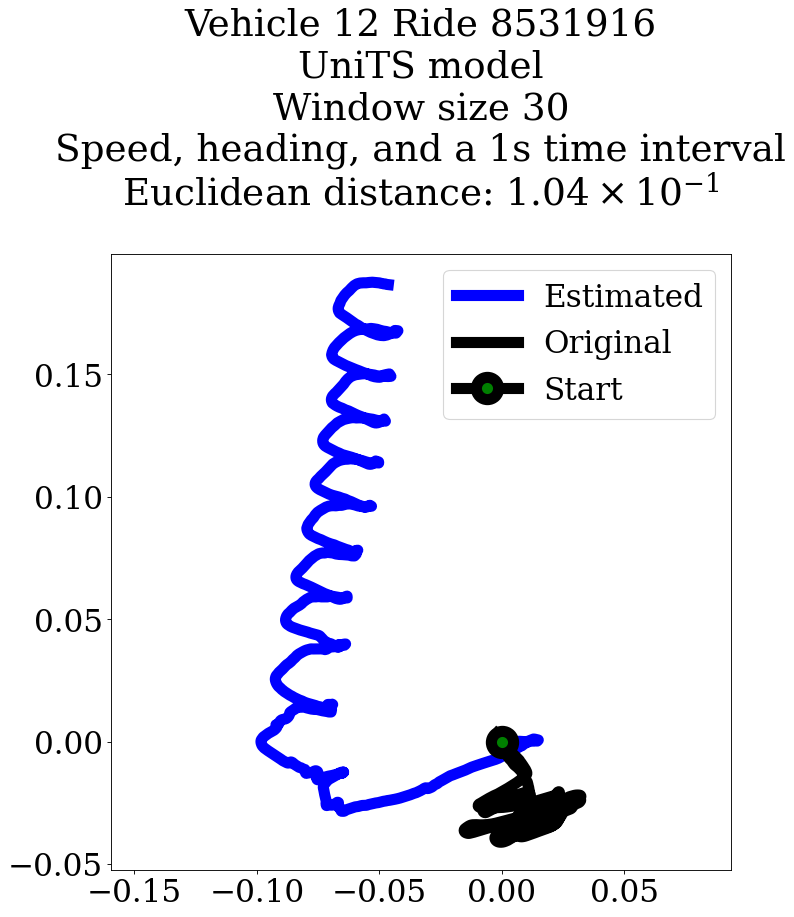 Vehicle 12 Ride 8531916
UniTS model
Window size 30
Speed, heading, and a 1s time interval
Euclidean distance: 1.04 × 10⁻¹
Estimated
Original
Start
0.15
0.10
0.05
0.00
−0.05
−0.15 −0.10 −0.05 0.00 0.05